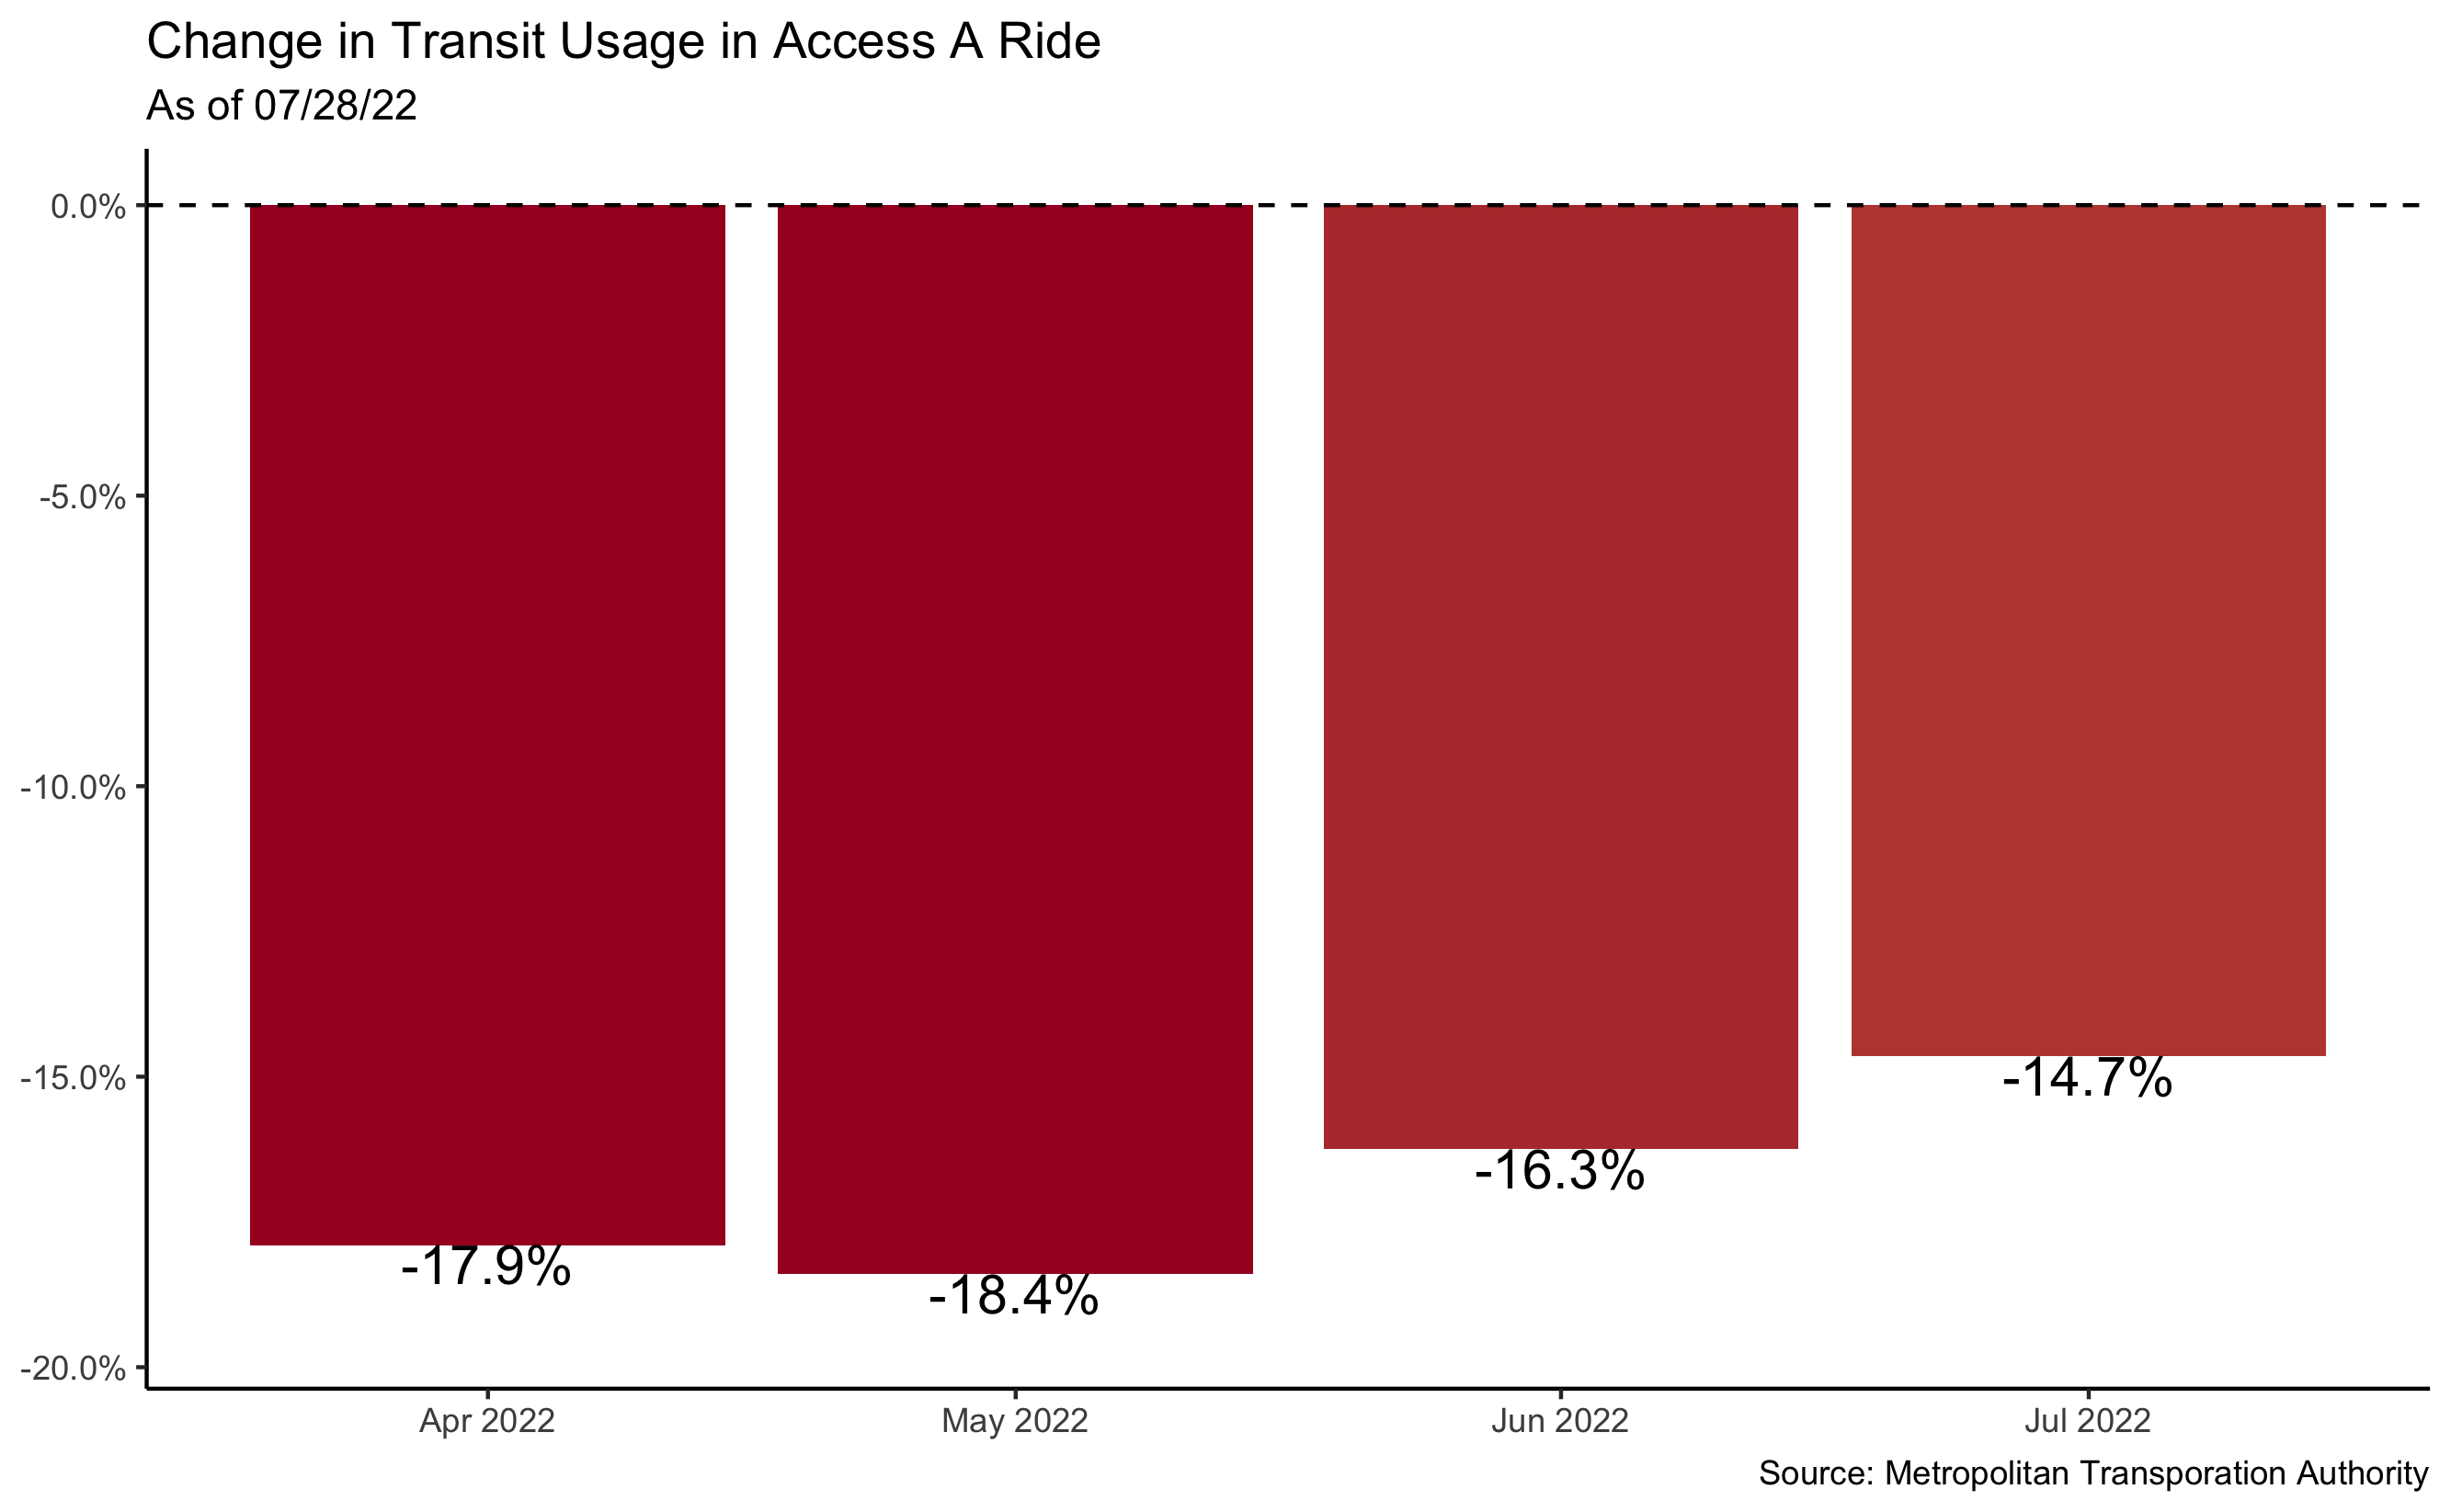 Change in Transit Usage in Access A Ride
As of 07/28/22
0.0%
-5.0%
-10.0%
-15.0%
-20.0%
-17.9%
-18.4%
-16.3%
-14.7%
Apr 2022
May 2022
Jun 2022
Jul 2022
Source: Metropolitan Transporation Authority